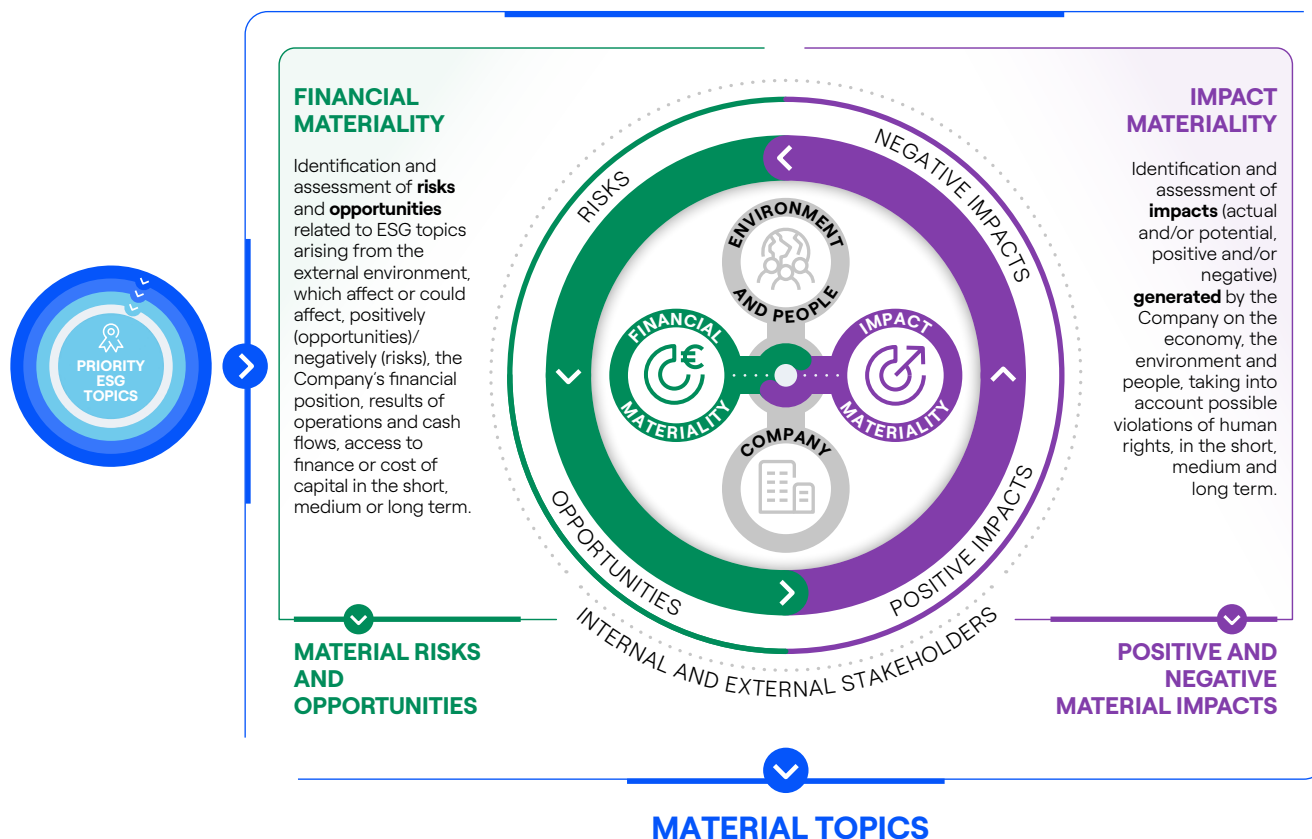 PRIORITY
ESG
TOPICS
FINANCIAL
MATERIALITY
Identification and
assessment of risks
and opportunities
related to ESG topics
arising from the
external environment,
which affect or could
affect, positively
(opportunities)/
negatively (risks), the
Company’s financial
position, results of
operations and cash
flows, access to
finance or cost of
capital in the short,
medium or long term.
MATERIAL RISKS
AND
OPPORTUNITIES
RISKS
OPPORTUNITIES
NEGATIVE IMPACTS
POSITIVE IMPACTS
ENVIRONMENT
AND PEOPLE
FINANCIAL
MATERIALITY
€
IMPACT
MATERIALITY
COMPANY
INTERNAL AND EXTERNAL STAKEHOLDERS
IMPACT
MATERIALITY
Identification and
assessment of
impacts (actual
and/or potential,
positive and/or
negative)
generated by the
Company on the
economy, the
environment and
people, taking into
account possible
violations of human
rights, in the short,
medium and
long term.
POSITIVE AND
NEGATIVE
MATERIAL IMPACTS
MATERIAL TOPICS